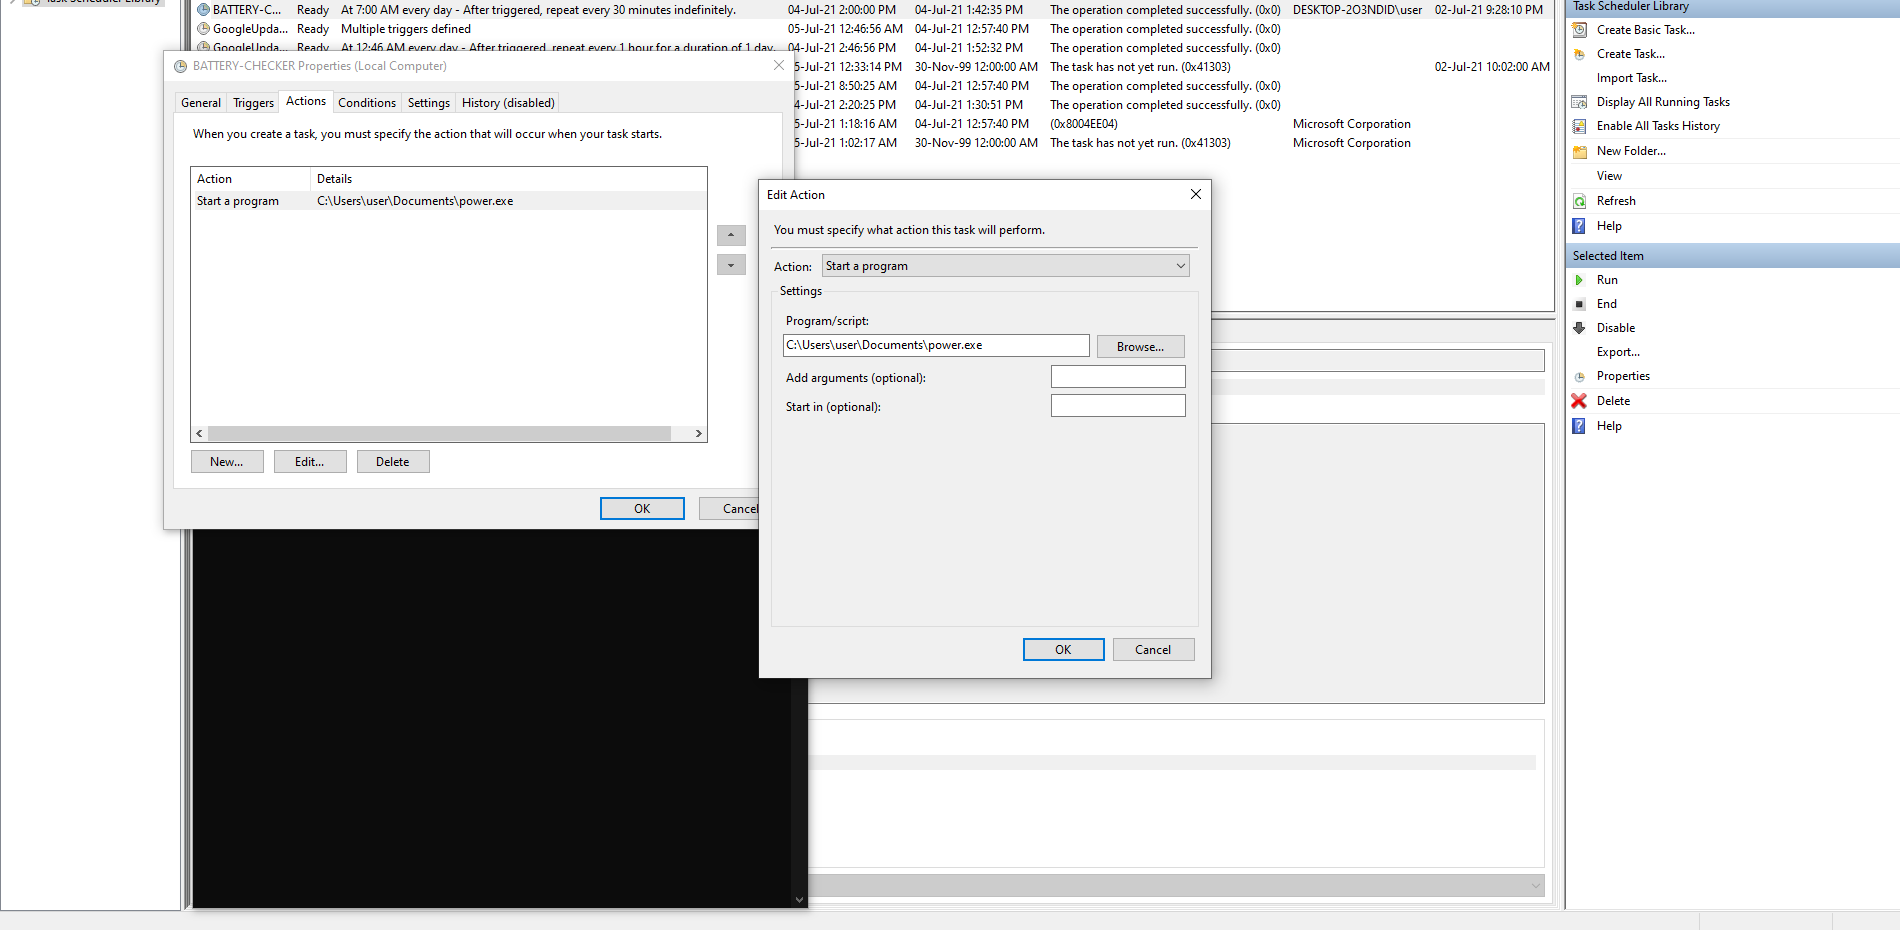 Task Scheduler Library
BATTERY-C... Ready At 7:00 AM every day - After triggered, repeat every 30 minutes indefinitely. 04-Jul-21 2:00:00 PM 04-Jul-21 1:42:35 PM The operation completed successfully. (0x0) DESKTOP-2O3NDID\user 02-Jul-21 9:28:10 PM
GoogleUpda... Ready Multiple triggers defined 05-Jul-21 12:46:56 AM 04-Jul-21 12:57:40 PM The operation completed successfully. (0x0)
GoogleUpda... Ready At 12:46 AM every day - After triggered, repeat every 1 hour for a duration of 1 day. 04-Jul-21 2:46:56 PM 04-Jul-21 1:52:32 PM The operation completed successfully. (0x0)
5-Jul-21 12:33:14 PM 30-Nov-99 12:00:00 AM The task has not yet run. (0x41303) 02-Jul-21 10:02:00 AM
5-Jul-21 8:50:25 AM 04-Jul-21 12:57:40 PM The operation completed successfully. (0x0)
4-Jul-21 2:20:25 PM 04-Jul-21 1:30:51 PM The operation completed successfully. (0x0)
5-Jul-21 1:18:16 AM 04-Jul-21 12:57:40 PM (0x8004EE04) Microsoft Corporation
5-Jul-21 1:02:17 AM 30-Nov-99 12:00:00 AM The task has not yet run. (0x41303) Microsoft Corporation
BATTERY-CHECKER Properties (Local Computer)
General Triggers Actions Conditions Settings History (disabled)
When you create a task, you must specify the action that will occur when your task starts.
Action Details
Start a program C:\Users\user\Documents\power.exe
New... Edit... Delete
OK Cancel
Edit Action
You must specify what action this task will perform.
Action: Start a program
Settings
Program/script:
C:\Users\user\Documents\power.exe Browse...
Add arguments (optional):
Start in (optional):
OK Cancel
Task Scheduler Library
Create Basic Task...
Create Task...
Import Task...
Display All Running Tasks
Enable All Tasks History
New Folder...
View
Refresh
Help
Selected Item
Run
End
Disable
Export...
Properties
Delete
Help